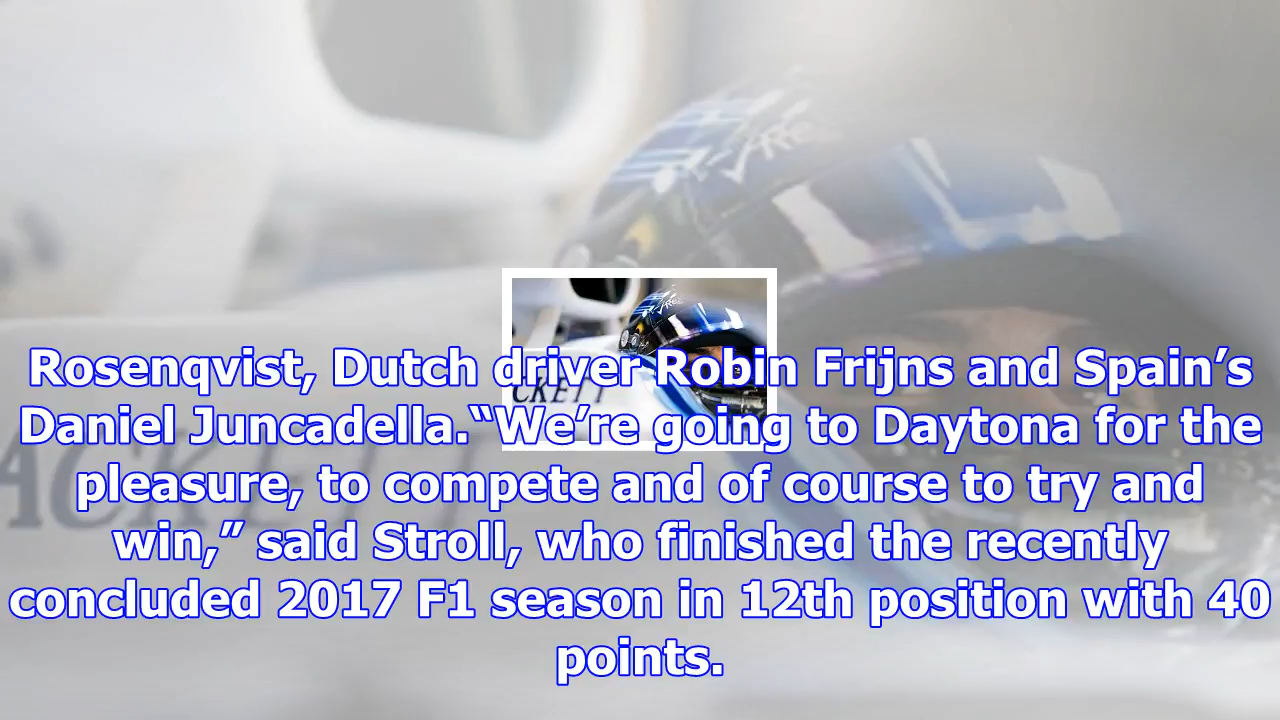 Rosenqvist, Dutch driver Robin Frijns and Spain’s
Daniel Juncadella.“We’re going to Daytona for the
pleasure, to compete and of course to try and
win,” said Stroll, who finished the recently
concluded 2017 F1 season in 12th position with 40
points.
ACKETT
CKETT